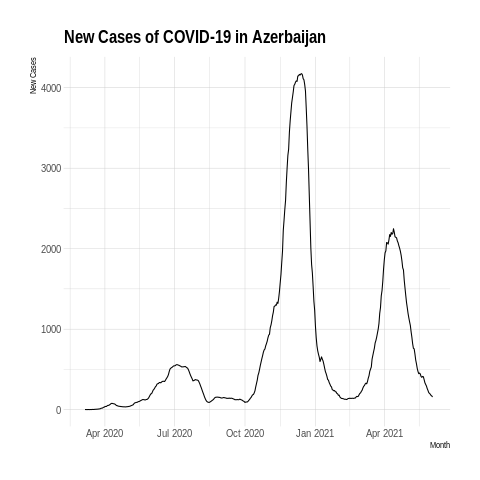 New Cases of COVID-19 in Azerbaijan
New Cases
4000
3000
2000
1000
0
Apr 2020 Jul 2020 Oct 2020 Jan 2021 Apr 2021
Month